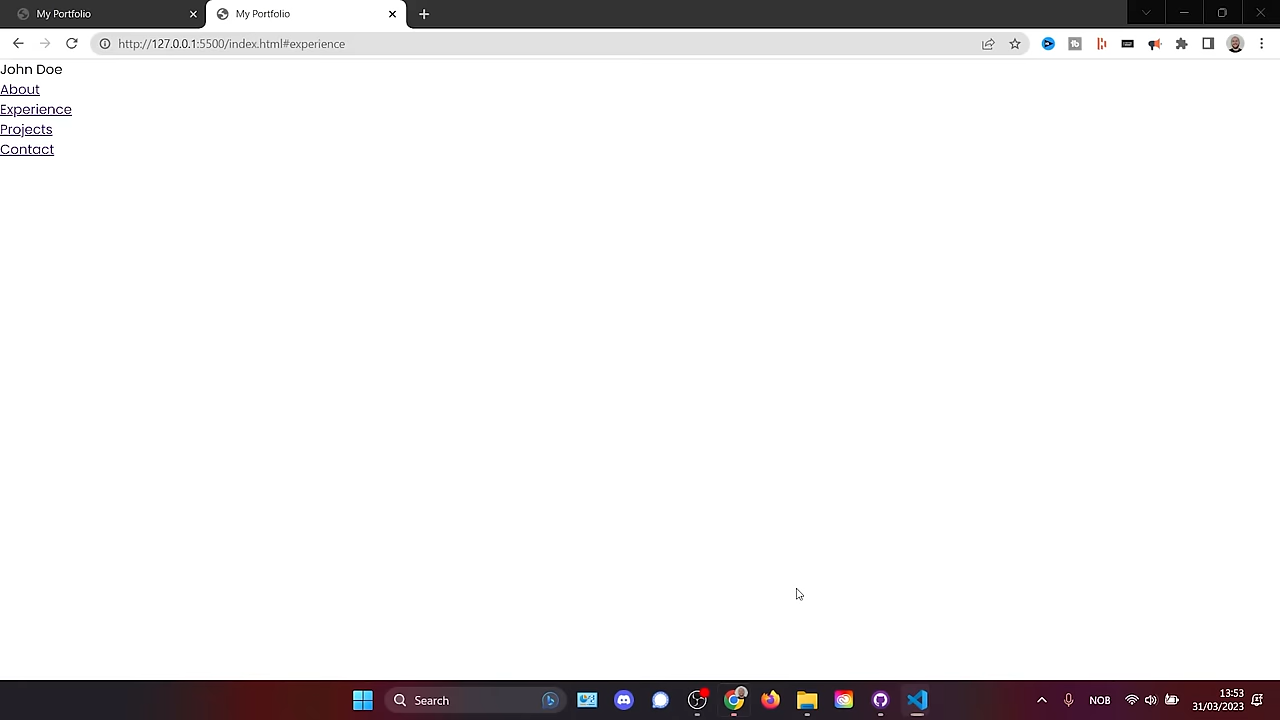 My Portfolio
My Portfolio
http://127.0.0.1:5500/index.html#experience
John Doe
About
Experience
Projects
Contact
Search
NOB
13:53
31/03/2023